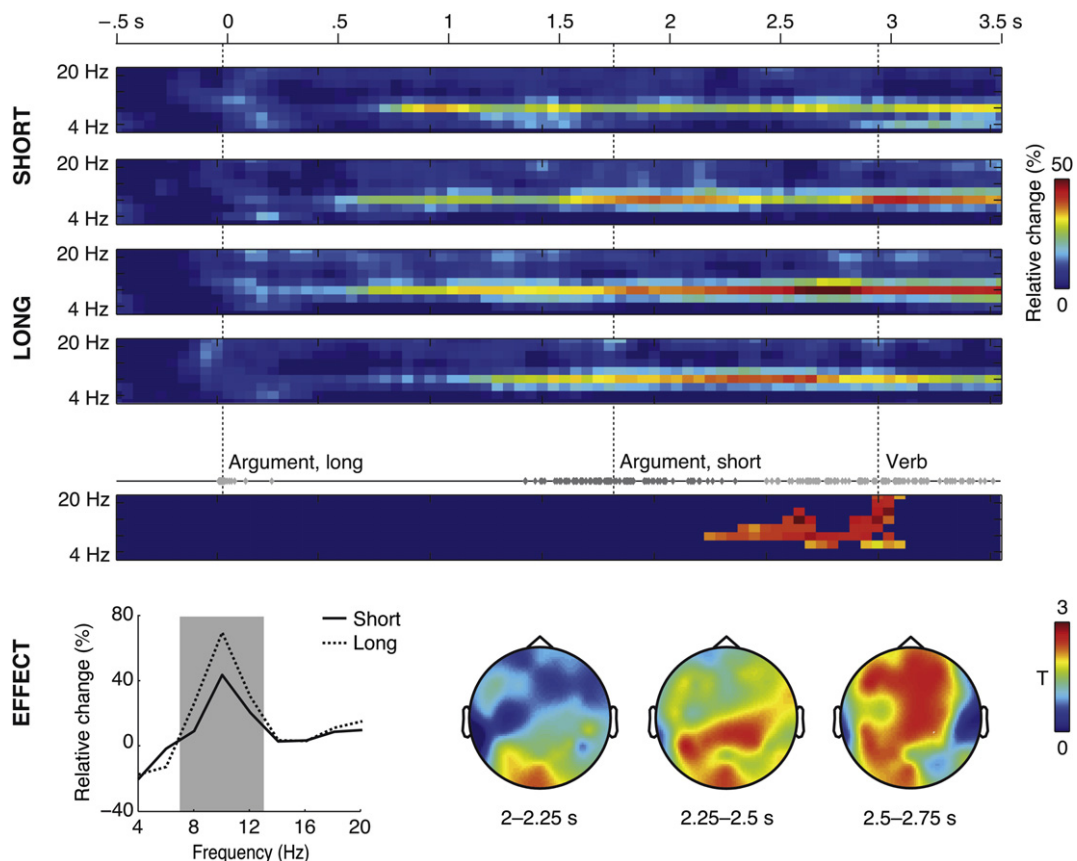 –.5 s 0 .5 1 1.5 2 2.5 3 3.5 s
20 Hz
4 Hz
20 Hz
4 Hz
SHORT
20 Hz
4 Hz
20 Hz
4 Hz
LONG
50
0
Relative change (%)
Argument, long Argument, short Verb
20 Hz
4 Hz
EFFECT
80
40
0
−40
Relative change (%)
4 8 12 16 20
Frequency (Hz)
Short
Long
2–2.25 s 2.25–2.5 s 2.5–2.75 s
3
T
0